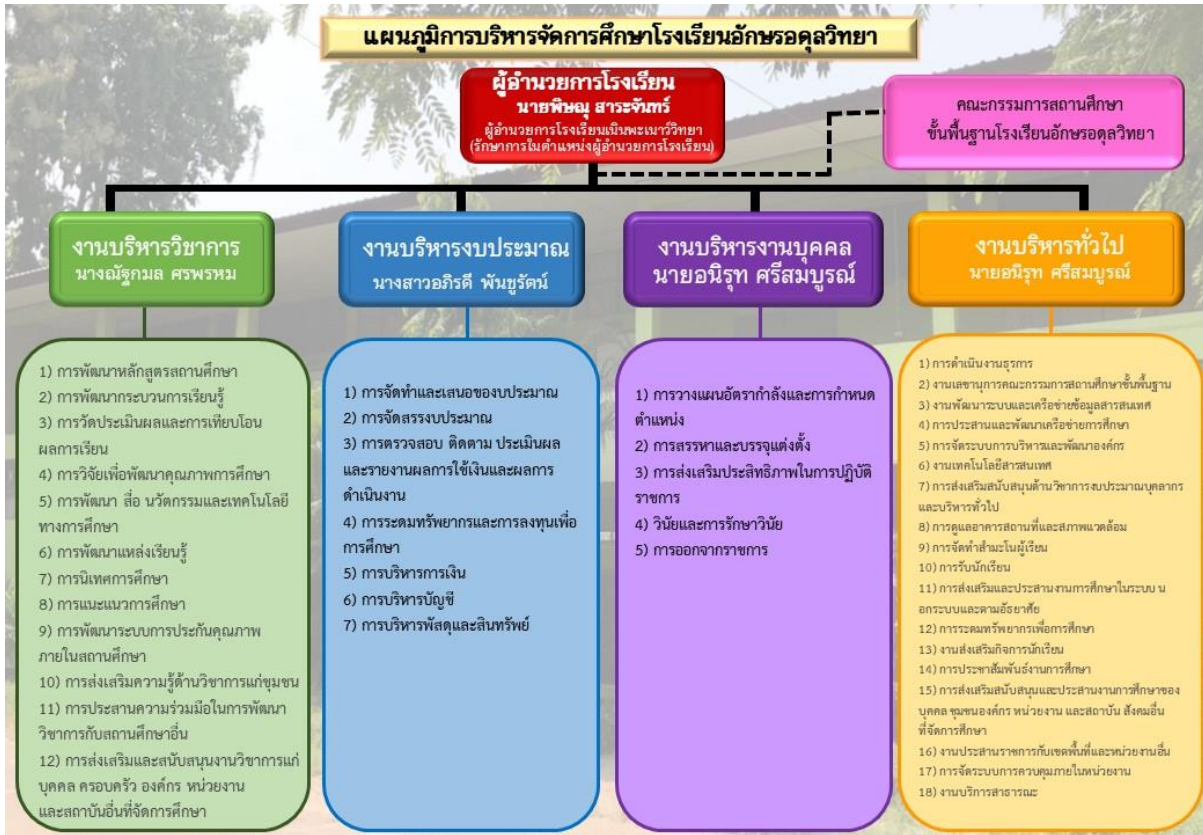 แผนภูมิการบริหารจัดการศึกษาโรงเรียนอักษรอดุลวิทยา
ผู้อำนวยการโรงเรียน
นายพิษณุ สาระจันทร์
ผู้อำนวยการโรงเรียนเนินพะเนาว์วิทยา
(รักษาการในตำแหน่งผู้อำนวยการโรงเรียน)
คณะกรรมการสถานศึกษา
ขั้นพื้นฐานโรงเรียนอักษรอดุลวิทยา
งานบริหารวิชาการ
นางณัฐกมล ศรพรหม
1) การพัฒนาหลักสูตรสถานศึกษา
2) การพัฒนากระบวนการเรียนรู้
3) การวัดประเมินผลและการเทียบโอน
ผลการเรียน
4) การวิจัยเพื่อพัฒนาคุณภาพการศึกษา
5) การพัฒนา สื่อ นวัตกรรมและเทคโนโลยี
ทางการศึกษา
6) การพัฒนาแหล่งเรียนรู้
7) การนิเทศการศึกษา
8) การแนะแนวการศึกษา
9) การพัฒนาระบบการประกันคุณภาพ
ภายในสถานศึกษา
10) การส่งเสริมความรู้ด้านวิชาการแก่ชุมชน
11) การประสานความร่วมมือในการพัฒนา
วิชาการกับสถานศึกษาอื่น
12) การส่งเสริมและสนับสนุนงานวิชาการแก่
บุคคล ครอบครัว องค์กร หน่วยงาน
และสถาบันอื่นที่จัดการศึกษา
งานบริหารงบประมาณ
นางสาวอภิรดี พันชูรัตน์
1) การจัดทำและเสนอของบประมาณ
2) การจัดสรรงบประมาณ
3) การตรวจสอบ ติดตาม ประเมินผล
และรายงานผลการใช้เงินและผลการ
ดำเนินงาน
4) การระดมทรัพยากรและการลงทุนเพื่อ
การศึกษา
5) การบริหารการเงิน
6) การบริหารบัญชี
7) การบริหารพัสดุและสินทรัพย์
งานบริหารงานบุคคล
นายอนิรุท ศรีสมบูรณ์
1) การวางแผนอัตรากำลังและการกำหนด
ตำแหน่ง
2) การสรรหาและบรรจุแต่งตั้ง
3) การส่งเสริมประสิทธิภาพในการปฏิบัติ
ราชการ
4) วินัยและการรักษาวินัย
5) การออกจากราชการ
งานบริหารทั่วไป
นายอนิรุท ศรีสมบูรณ์
1) การดำเนินงานธุรการ
2) งานเลขานุการคณะกรรมการสถานศึกษาขั้นพื้นฐาน
3) งานพัฒนาระบบและเครือข่ายข้อมูลสารสนเทศ
4) การประสานและพัฒนาเครือข่ายการศึกษา
5) การจัดระบบการบริหารและพัฒนาองค์กร
6) งานเทคโนโลยีสารสนเทศ
7) การส่งเสริมสนับสนุนด้านวิชาการงบประมาณบุคลากร
และบริหารทั่วไป
8) การดูแลอาคารสถานที่และสภาพแวดล้อม
9) การจัดทำสำมะโนผู้เรียน
10) การรับนักเรียน
11) การส่งเสริมและประสานงานการศึกษาในระบบ น
อกระบบและตามอัธยาศัย
12) การระดมทรัพยากรเพื่อการศึกษา
13) งานส่งเสริมกิจการนักเรียน
14) การประชาสัมพันธ์งานการศึกษา
15) การส่งเสริมสนับสนุนและประสานงานการศึกษาของ
บุคคล ชุมชนองค์กร หน่วยงาน และสถาบัน สังคมอื่น
ที่จัดการศึกษา
16) งานประสานราชการกับเขตพื้นที่และหน่วยงานอื่น
17) การจัดระบบการควบคุมภายในหน่วยงาน
18) งานบริการสาธารณะ